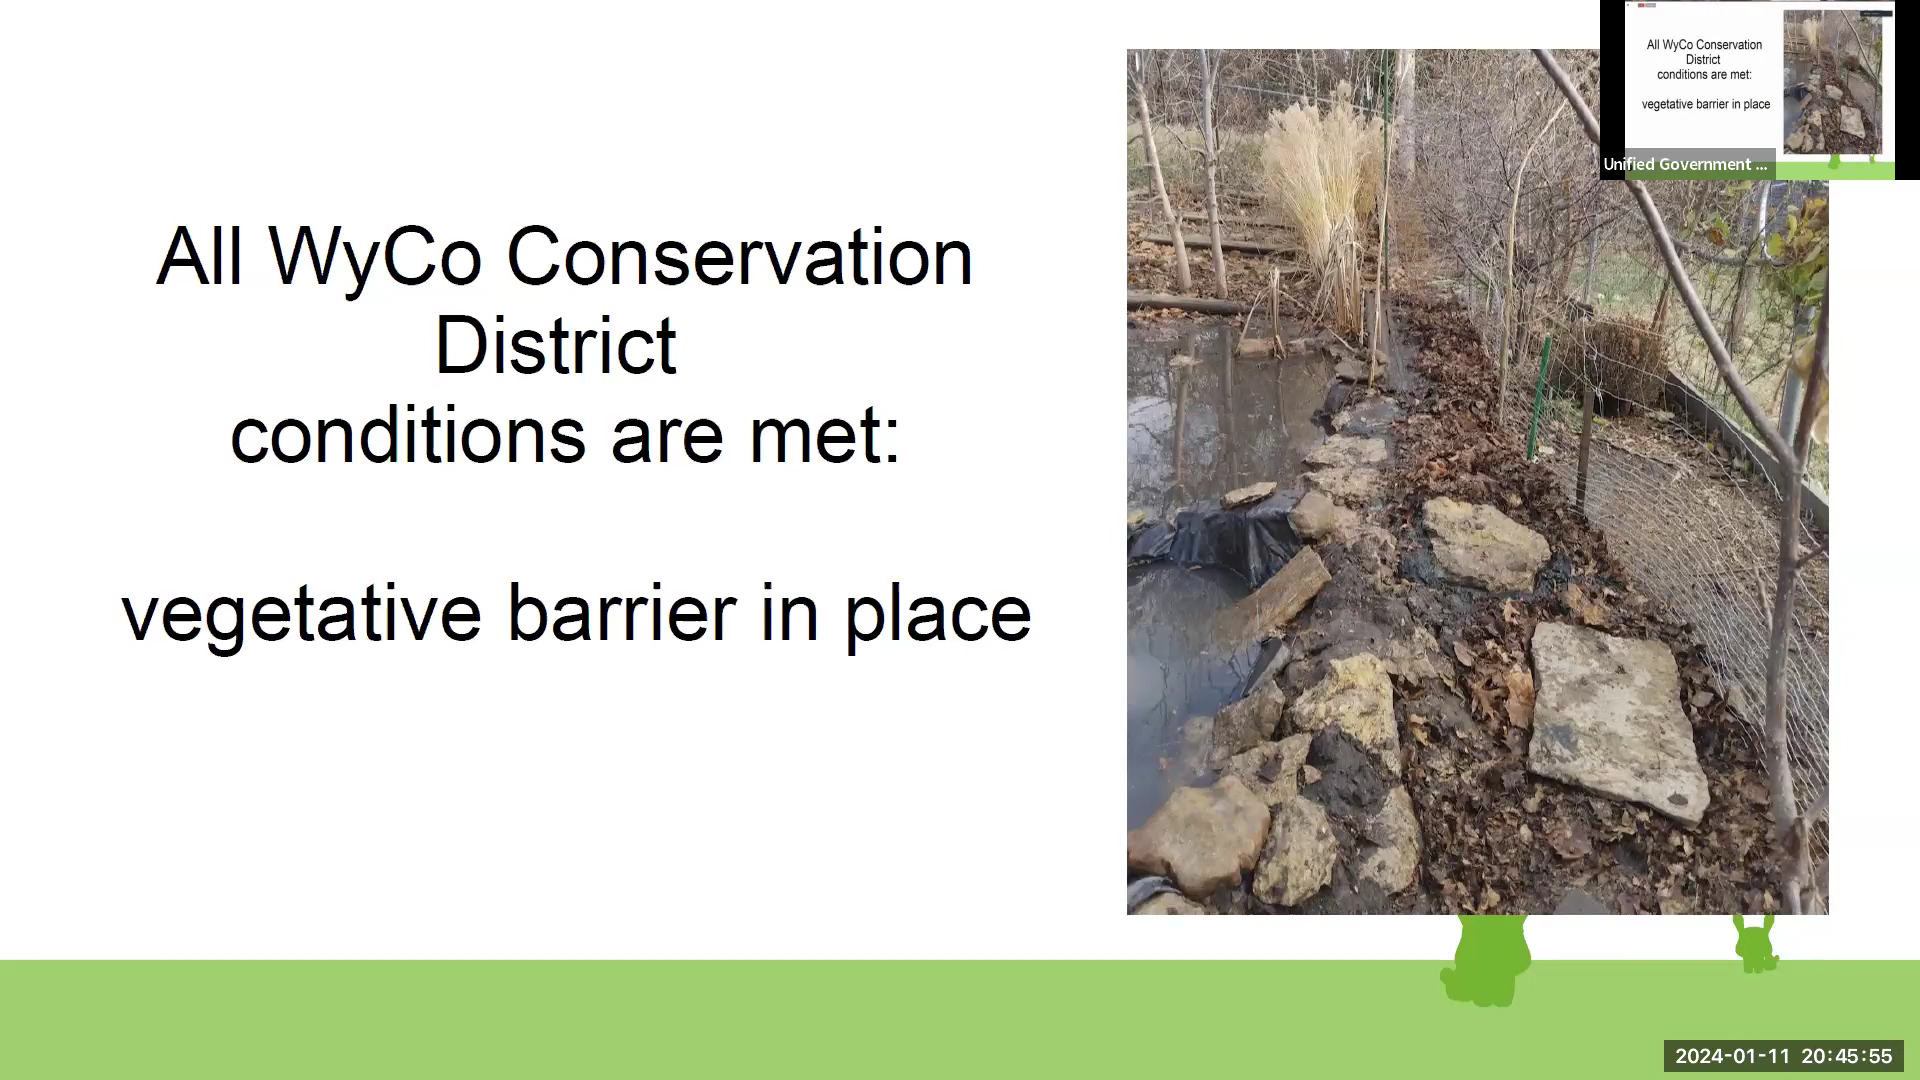 All WyCo Conservation
District
conditions are met:
vegetative barrier in place
All WyCo Conservation
District
conditions are met:
vegetative barrier in place
Unified Government ...
2024-01-11 20:45:55